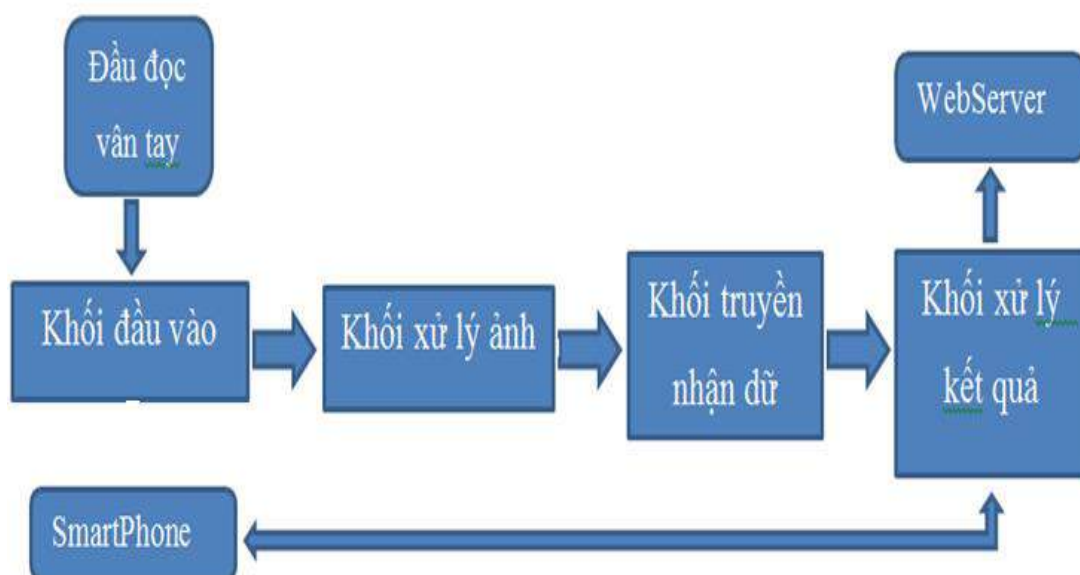 Đầu đọc
vân tay
WebServer
Khối đầu vào
Khối xử lý ảnh
Khối truyền
nhận dữ
Khối xử lý
kết quả
SmartPhone